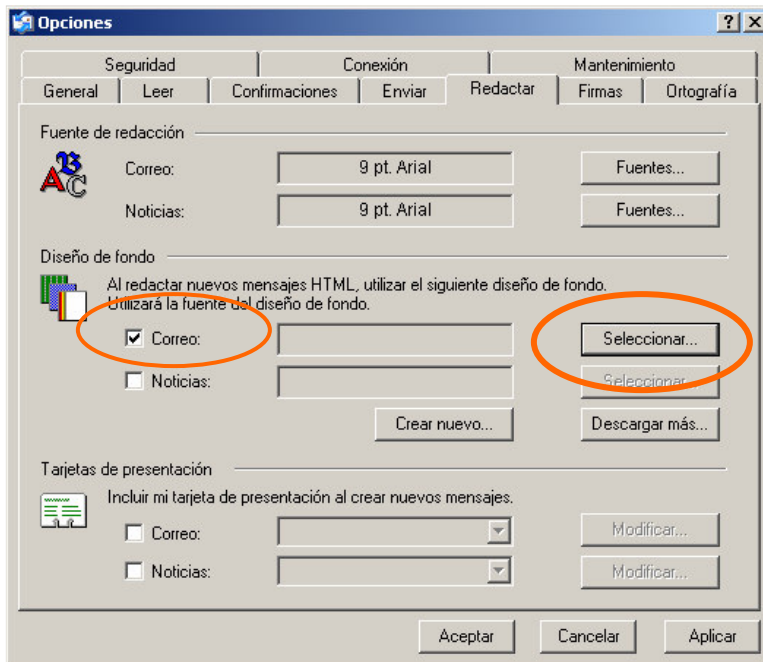 Opciones
Seguridad Conexión Mantenimiento
General Leer Confirmaciones Enviar Redactar Firmas Ortografía
Fuente de redacción
Correo: 9 pt. Arial Fuentes...
Noticias: 9 pt. Arial Fuentes...
Diseño de fondo
Al redactar nuevos mensajes HTML, utilizar el siguiente diseño de fondo.
Utilizará la fuente del diseño de fondo.
Correo: Seleccionar...
Noticias: Seleccionar...
Crear nuevo... Descargar más...
Tarjetas de presentación
Incluir mi tarjeta de presentación al crear nuevos mensajes.
Correo: Modificar...
Noticias: Modificar...
Aceptar Cancelar Aplicar